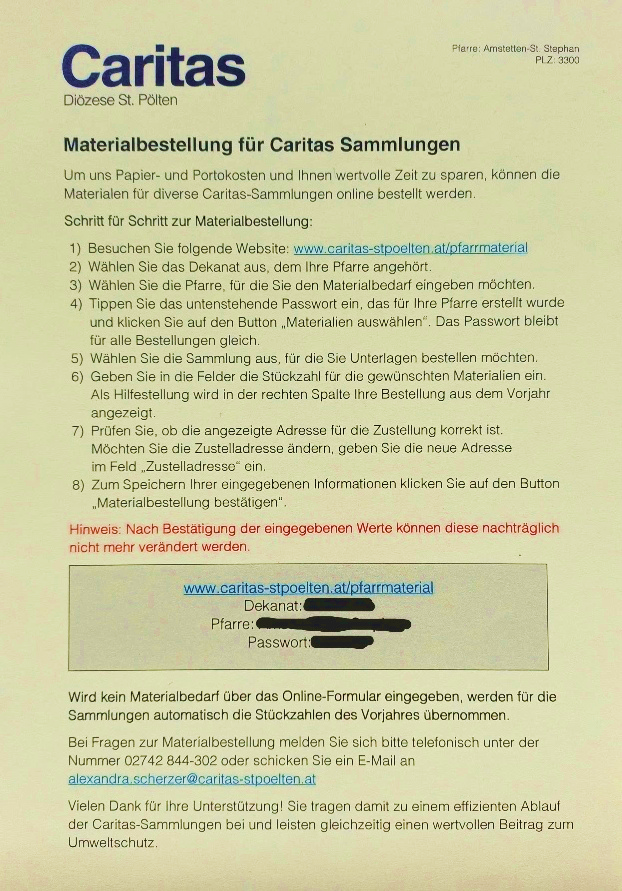 Pfarre: Amstetten-St. Stephan
PLZ: 3300
Caritas
Diözese St. Pölten
Materialbestellung für Caritas Sammlungen
Um uns Papier- und Portokosten und Ihnen wertvolle Zeit zu sparen, können die
Materialen für diverse Caritas-Sammlungen online bestellt werden.
Schritt für Schritt zur Materialbestellung:
1) Besuchen Sie folgende Website: www.caritas-stpoelten.at/pfarrmaterial
2) Wählen Sie das Dekanat aus, dem Ihre Pfarre angehört.
3) Wählen Sie die Pfarre, für die Sie den Materialbedarf eingeben möchten.
4) Tippen Sie das untenstehende Passwort ein, das für Ihre Pfarre erstellt wurde
und klicken Sie auf den Button „Materialien auswählen“. Das Passwort bleibt
für alle Bestellungen gleich.
5) Wählen Sie die Sammlung aus, für die Sie Unterlagen bestellen möchten.
6) Geben Sie in die Felder die Stückzahl für die gewünschten Materialien ein.
Als Hilfestellung wird in der rechten Spalte Ihre Bestellung aus dem Vorjahr
angezeigt.
7) Prüfen Sie, ob die angezeigte Adresse für die Zustellung korrekt ist.
Möchten Sie die Zustelladresse ändern, geben Sie die neue Adresse
im Feld „Zustelladresse“ ein.
8) Zum Speichern Ihrer eingegebenen Informationen klicken Sie auf den Button
„Materialbestellung bestätigen“.
Hinweis: Nach Bestätigung der eingegebenen Werte können diese nachträglich
nicht mehr verändert werden.
www.caritas-stpoelten.at/pfarrmaterial
Dekanat:
Pfarre:
Passwort:
Wird kein Materialbedarf über das Online-Formular eingegeben, werden für die
Sammlungen automatisch die Stückzahlen des Vorjahres übernommen.
Bei Fragen zur Materialbestellung melden Sie sich bitte telefonisch unter der
Nummer 02742 844-302 oder schicken Sie ein E-Mail an
alexandra.scherzer@caritas-stpoelten.at
Vielen Dank für Ihre Unterstützung! Sie tragen damit zu einem effizienten Ablauf
der Caritas-Sammlungen bei und leisten gleichzeitig einen wertvollen Beitrag zum
Umweltschutz.